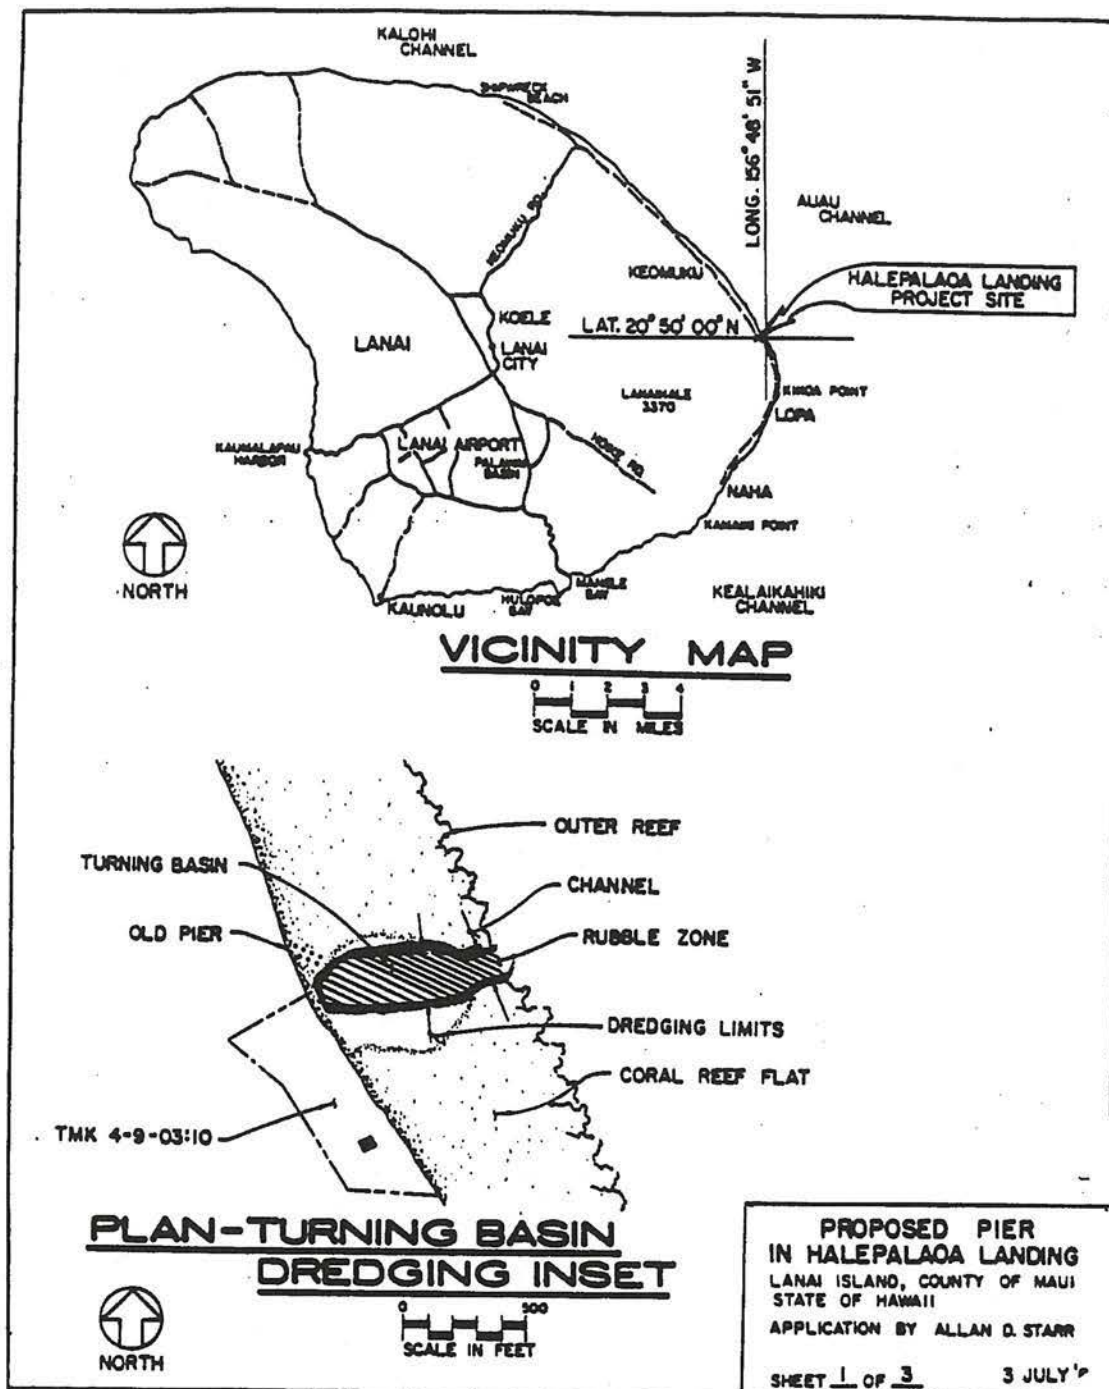 KALOHI
CHANNEL
SHIPWRECK
BEACH
LONG. 156° 48' 51" W
AUAU
CHANNEL
KEOMUKU RD.
KEOMUKU
HALEPALAOA LANDING
PROJECT SITE
KOELE
LAT. 20° 50' 00" N
LANAI
LANAI
CITY
LANAIHALE
3370
KIKOA POINT
LOPA
KAUMALAPAU
HARBOR
LANAI AIRPORT
PALAWAI
BASIN
NAHA
KAMAIKI POINT
NORTH
MANELE
BAY
HULOPOE
BAY
KAUNOLU
KEALAIKAHIKI
CHANNEL
VICINITY MAP
0 1 2 3 4
SCALE IN MILES
OUTER REEF
TURNING BASIN
CHANNEL
OLD PIER
RUBBLE ZONE
DREDGING LIMITS
CORAL REEF FLAT
TMK 4-9-03:10
PLAN-TURNING BASIN
DREDGING INSET
0 500
SCALE IN FEET
NORTH
PROPOSED PIER
IN HALEPALAOA LANDING
LANAI ISLAND, COUNTY OF MAUI
STATE OF HAWAII
APPLICATION BY ALLAN D. STARR
SHEET 1 OF 3 3 JULY